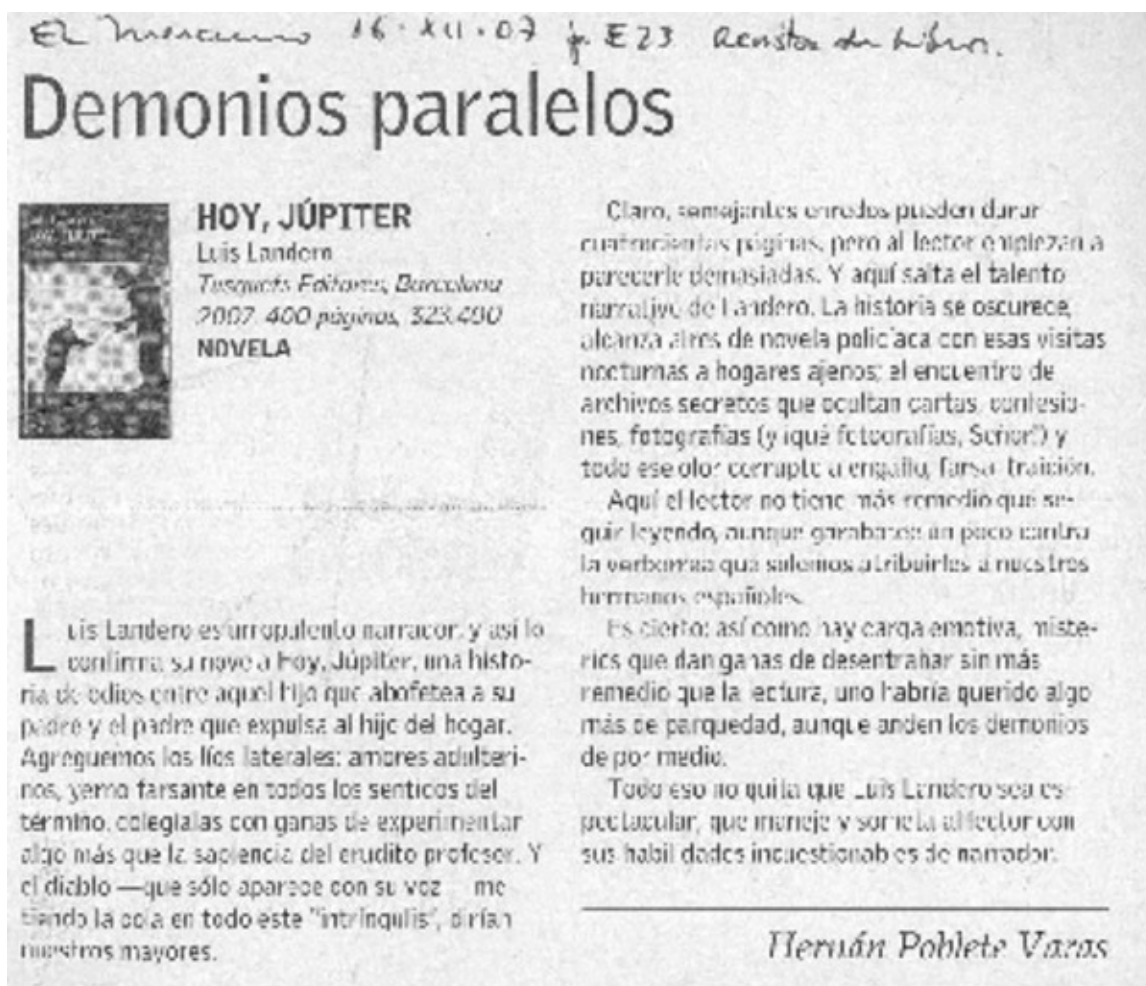 El Mercurio 16.XII.07 p. E23 Revista de Libros.
Demonios paralelos
HOY, JÚPITER
Luis Landero
Tusquets Editores, Barcelona
2007. 400 páginas, $23.400
NOVELA
Luis Landero es un opulento narrador, y así lo
confirma su novela Hoy, Júpiter, una histo-
ria de odios entre aquel hijo que abofetea a su
padre y el padre que expulsa al hijo del hogar.
Agreguemos los líos laterales: amores adulteri-
nos, yerno farsante en todos los sentidos del
término, colegialas con ganas de experimentar
algo más que la sapiencia del erudito profesor. Y
el diablo —que sólo aparece con su voz— me-
tiendo la cola en todo este "intríngulis", dirían
nuestros mayores.
Claro, semejantes enredos pueden durar
cuatrocientas páginas, pero al lector empiezan a
parecerle demasiadas. Y aquí salta el talento
narrativo de Landero. La historia se oscurece,
alcanza aires de novela policíaca con esas visitas
nocturnas a hogares ajenos; el encuentro de
archivos secretos que ocultan cartas, confesio-
nes, fotografías (y ¡qué fotografías, Señor!) y
todo ese olor corrupto a engaño, farsa, traición.
Aquí el lector no tiene más remedio que se-
guir leyendo, aunque garabatee un poco contra
la verborrea que solemos atribuirles a nuestros
hermanos españoles.
Es cierto: así como hay carga emotiva, miste-
rios que dan ganas de desentrañar sin más
remedio que la lectura, uno habría querido algo
más de parquedad, aunque anden los demonios
de por medio.
Todo eso no quita que Luis Landero sea es-
pectacular, que maneje y someta al lector con
sus habilidades incuestionables de narrador.
Hernán Poblete Varas